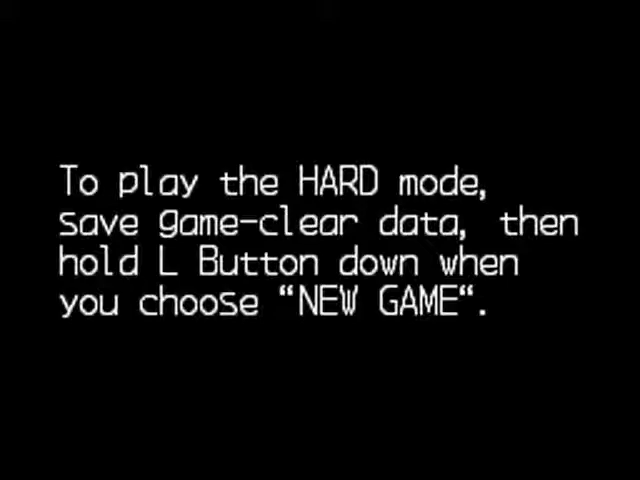 To play the HARD mode,
save game-clear data, then
hold L Button down when
you choose “NEW GAME“.